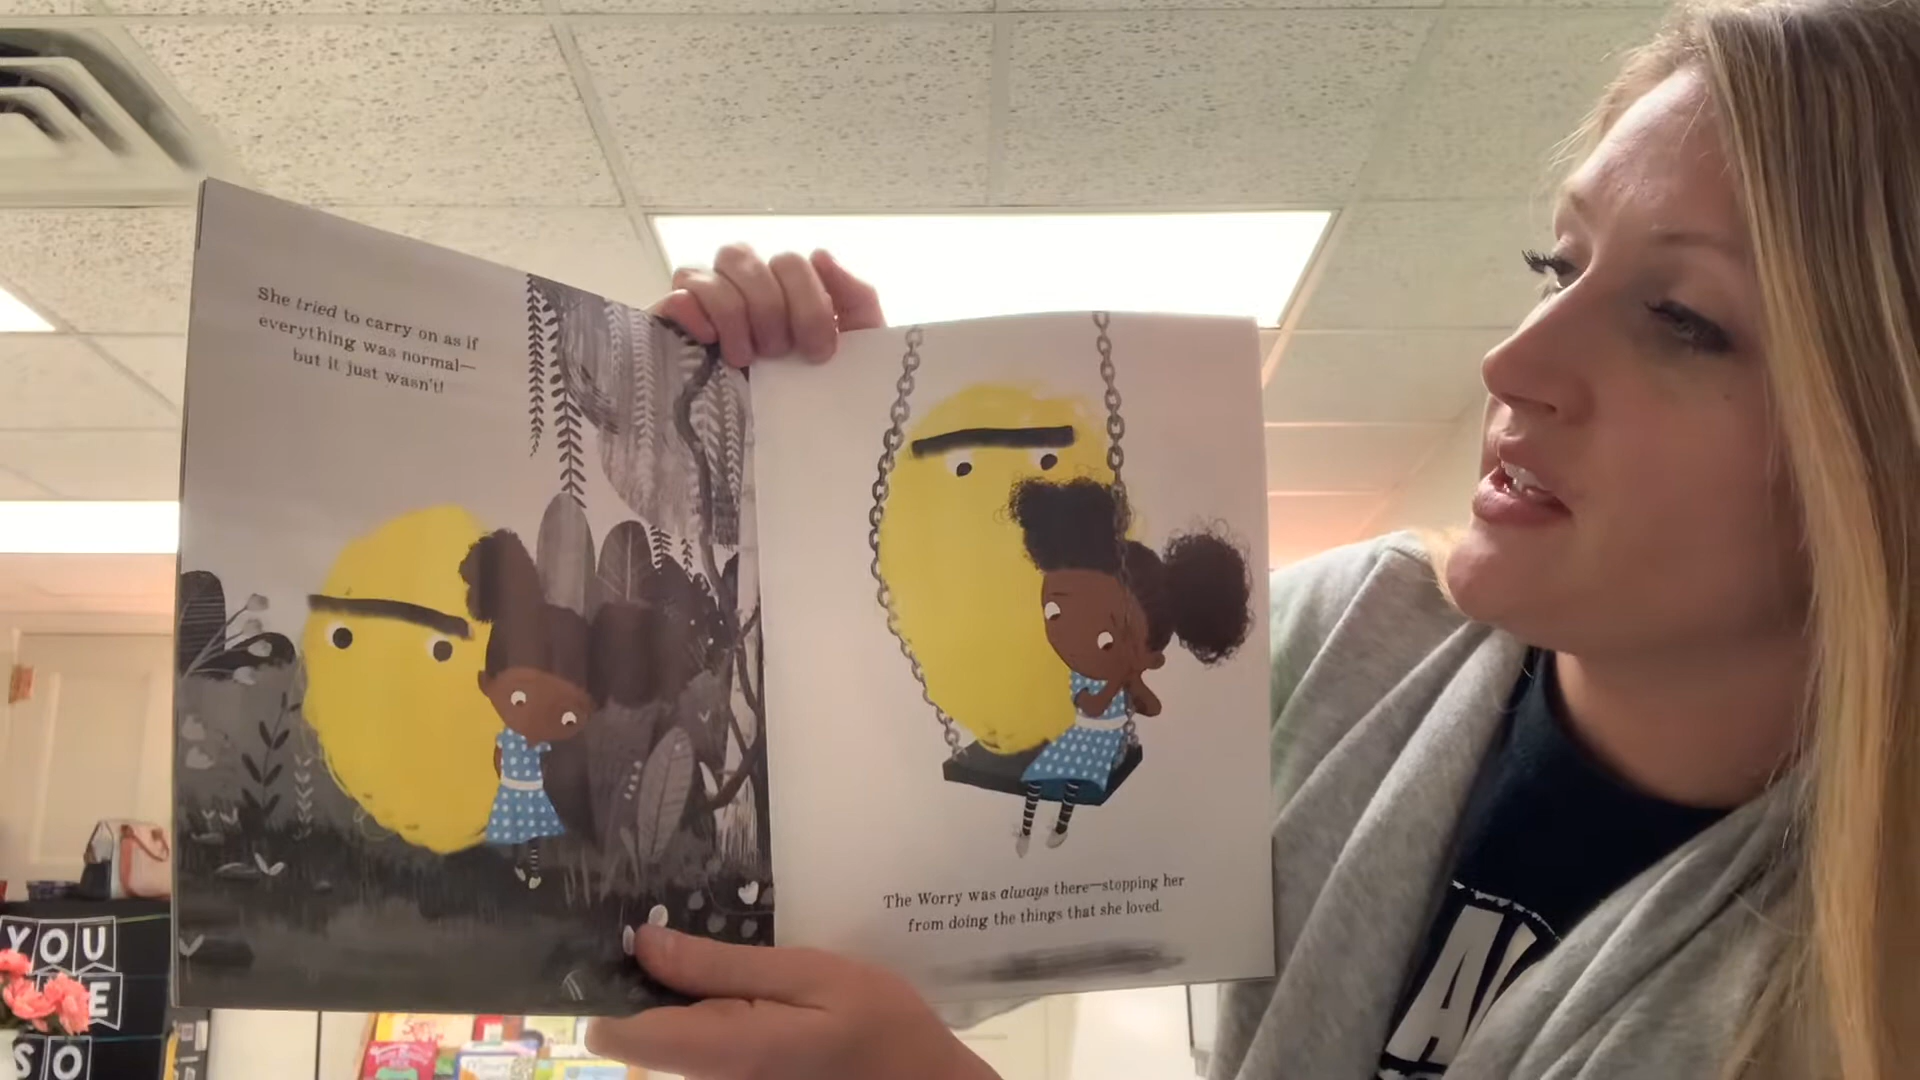 She tried to carry on as if
everything was normal—
but it just wasn't!
The Worry was always there—stopping her
from doing the things that she loved.
YOU
SO